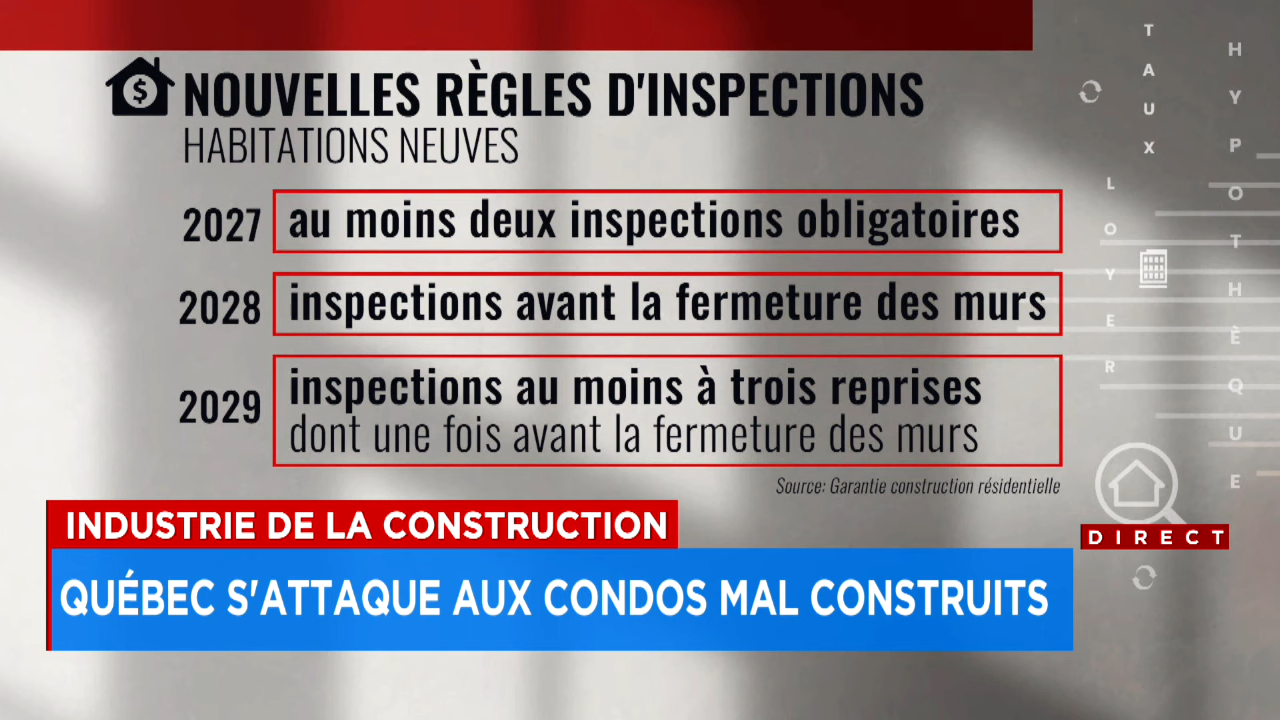 NOUVELLES RÈGLES D'INSPECTIONS
HABITATIONS NEUVES
2027 au moins deux inspections obligatoires
2028 inspections avant la fermeture des murs
2029 inspections au moins à trois reprises
dont une fois avant la fermeture des murs
Source: Garantie construction résidentielle
INDUSTRIE DE LA CONSTRUCTION
QUÉBEC S'ATTAQUE AUX CONDOS MAL CONSTRUITS
DIRECT
TAUX
LOYER
HYPOTHÈQUE
$